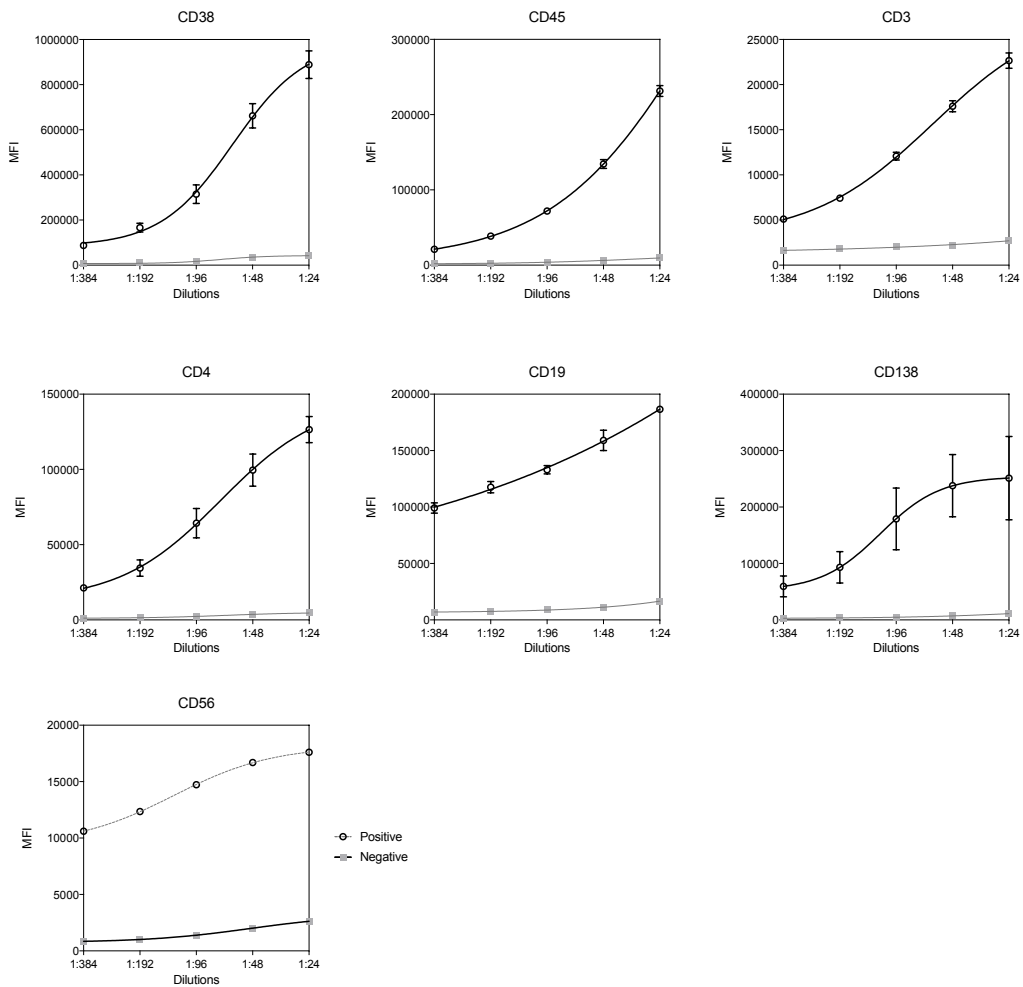 CD38
1000000
800000
600000
400000
200000
0
MFI
1:384 1:192 1:96 1:48 1:24
Dilutions
CD45
300000
200000
100000
0
MFI
1:384 1:192 1:96 1:48 1:24
Dilutions
CD3
25000
20000
15000
10000
5000
0
MFI
1:384 1:192 1:96 1:48 1:24
Dilutions
CD4
150000
100000
50000
0
MFI
1:384 1:192 1:96 1:48 1:24
Dilutions
CD19
200000
150000
100000
50000
0
MFI
1:384 1:192 1:96 1:48 1:24
Dilutions
CD138
400000
300000
200000
100000
0
MFI
1:384 1:192 1:96 1:48 1:24
Dilutions
CD56
20000
15000
10000
5000
0
MFI
1:384 1:192 1:96 1:48 1:24
Dilutions
Positive
Negative